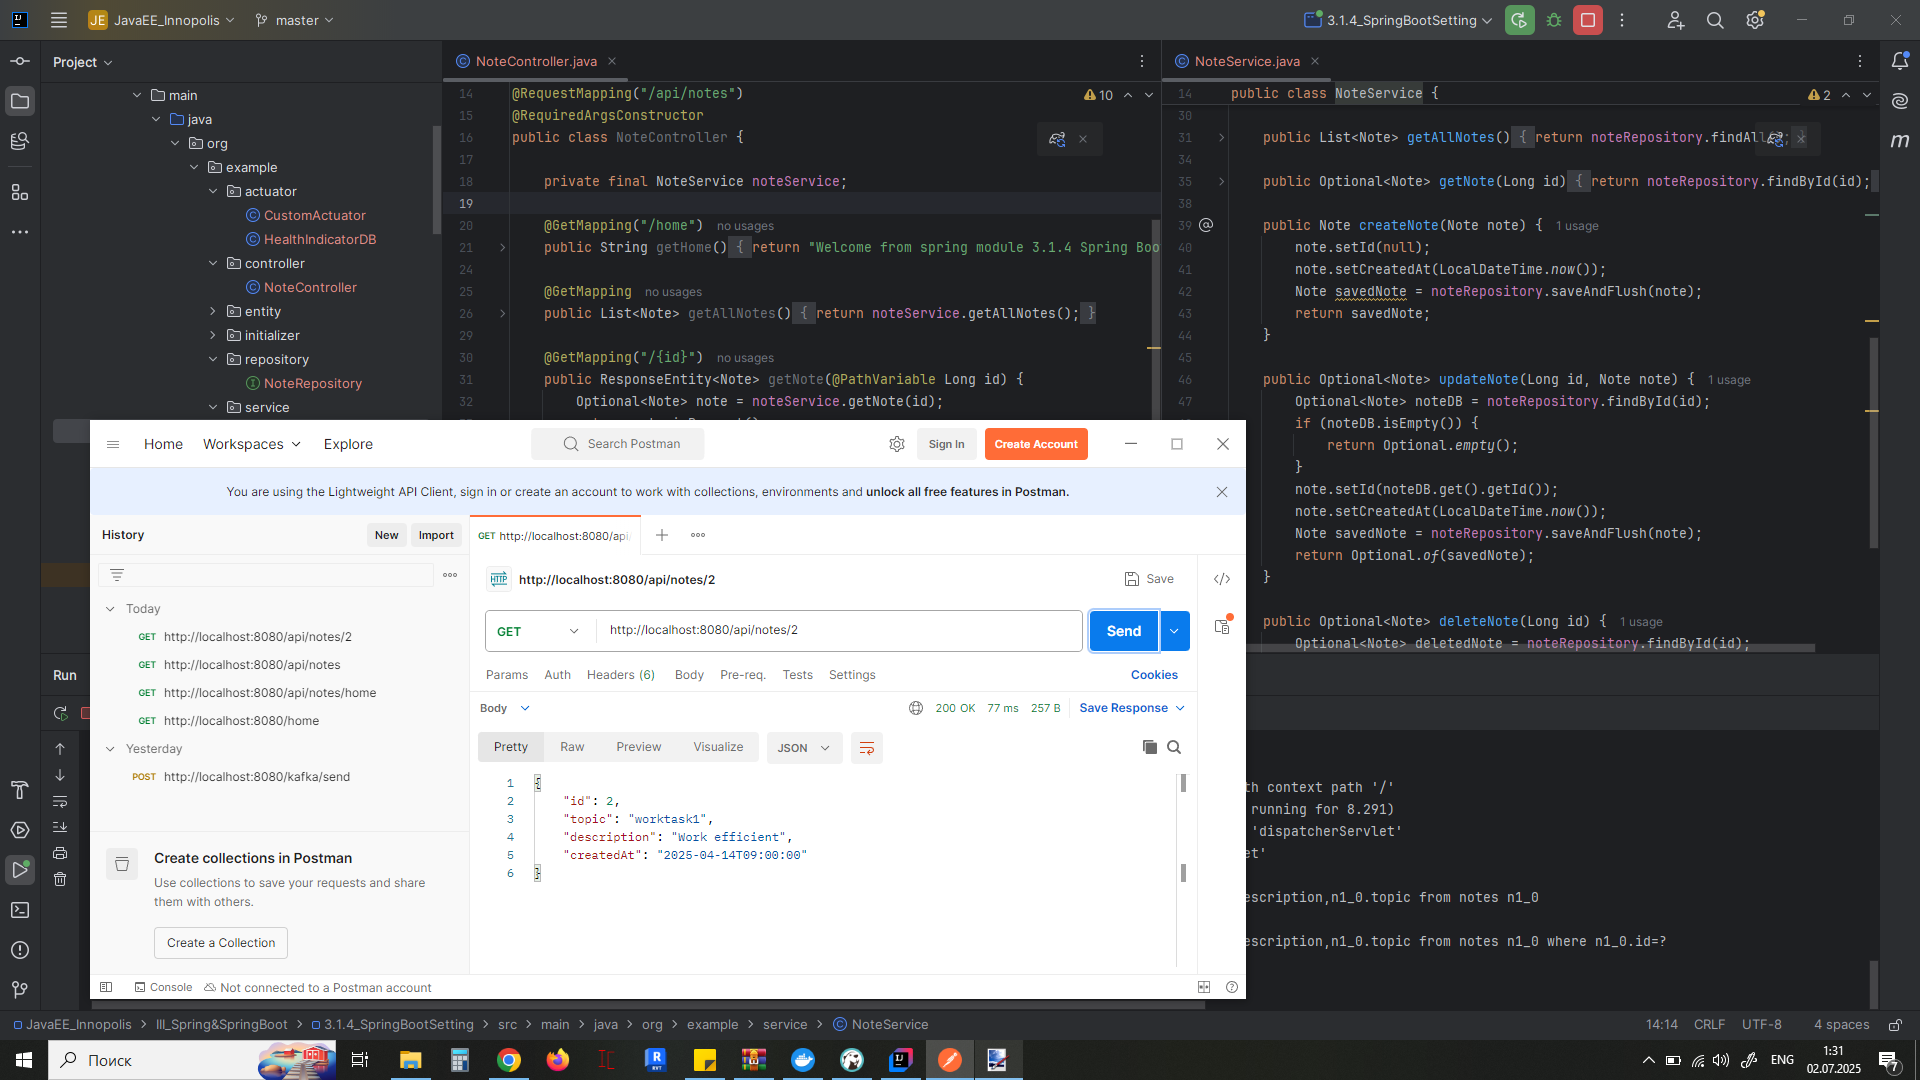 JE JavaEE_Innopolis master 3.1.4_SpringBootSetting
Project
main
java
org
example
actuator
CustomActuator
HealthIndicatorDB
controller
NoteController
entity
initializer
repository
NoteRepository
service
Run
NoteController.java
14 @RequestMapping("/api/notes")
10
15 @RequiredArgsConstructor
16 public class NoteController {
17
18 private final NoteService noteService;
19
20 @GetMapping("/home") no usages
21 public String getHome() { return "Welcome from spring module 3.1.4 Spring Boo
24
25 @GetMapping no usages
26 public List<Note> getAllNotes() { return noteService.getAllNotes(); }
29
30 @GetMapping("/{id}") no usages
31 public ResponseEntity<Note> getNote(@PathVariable Long id) {
32 Optional<Note> note = noteService.getNote(id);
NoteService.java
14 public class NoteService {
2
30
31 public List<Note> getAllNotes() { return noteRepository.findAll(); }
34
35 public Optional<Note> getNote(Long id) { return noteRepository.findById(id);
38
39 public Note createNote(Note note) { 1 usage
40 note.setId(null);
41 note.setCreatedAt(LocalDateTime.now());
42 Note savedNote = noteRepository.saveAndFlush(note);
43 return savedNote;
44 }
45
46 public Optional<Note> updateNote(Long id, Note note) { 1 usage
47 Optional<Note> noteDB = noteRepository.findById(id);
if (noteDB.isEmpty()) {
return Optional.empty();
}
note.setId(noteDB.get().getId());
note.setCreatedAt(LocalDateTime.now());
Note savedNote = noteRepository.saveAndFlush(note);
return Optional.of(savedNote);
}
public Optional<Note> deleteNote(Long id) { 1 usage
Optional<Note> deletedNote = noteRepository.findById(id);
Home Workspaces Explore Search Postman Sign In Create Account
You are using the Lightweight API Client, sign in or create an account to work with collections, environments and unlock all free features in Postman.
History New Import
Today
GET http://localhost:8080/api/notes/2
GET http://localhost:8080/api/notes
GET http://localhost:8080/api/notes/home
GET http://localhost:8080/home
Yesterday
POST http://localhost:8080/kafka/send
Create collections in Postman
Use collections to save your requests and share
them with others.
Create a Collection
GET http://localhost:8080/api/
HTTP http://localhost:8080/api/notes/2 Save
GET http://localhost:8080/api/notes/2 Send
Params Auth Headers (6) Body Pre-req. Tests Settings Cookies
Body 200 OK 77 ms 257 B Save Response
Pretty Raw Preview Visualize JSON
1 {
2 "id": 2,
3 "topic": "worktask1",
4 "description": "Work efficient",
5 "createdAt": "2025-04-14T09:00:00"
6 }
Console Not connected to a Postman account
th context path '/'
running for 8.291)
'dispatcherServlet'
et'
escription,n1_0.topic from notes n1_0
escription,n1_0.topic from notes n1_0 where n1_0.id=?
JavaEE_Innopolis III_Spring&SpringBoot 3.1.4_SpringBootSetting src main java org example service NoteService 14:14 CRLF UTF-8 4 spaces
Поиск
ENG
1:31
02.07.2025
7